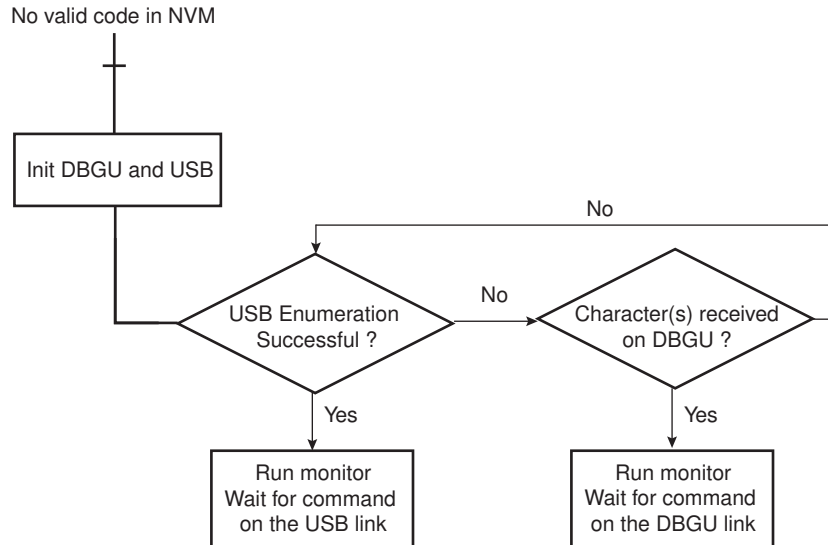 No valid code in NVM
Init DBGU and USB
No
USB Enumeration
Successful ?
No
Character(s) received
on DBGU ?
Yes
Yes
Run monitor
Wait for command
on the USB link
Run monitor
Wait for command
on the DBGU link